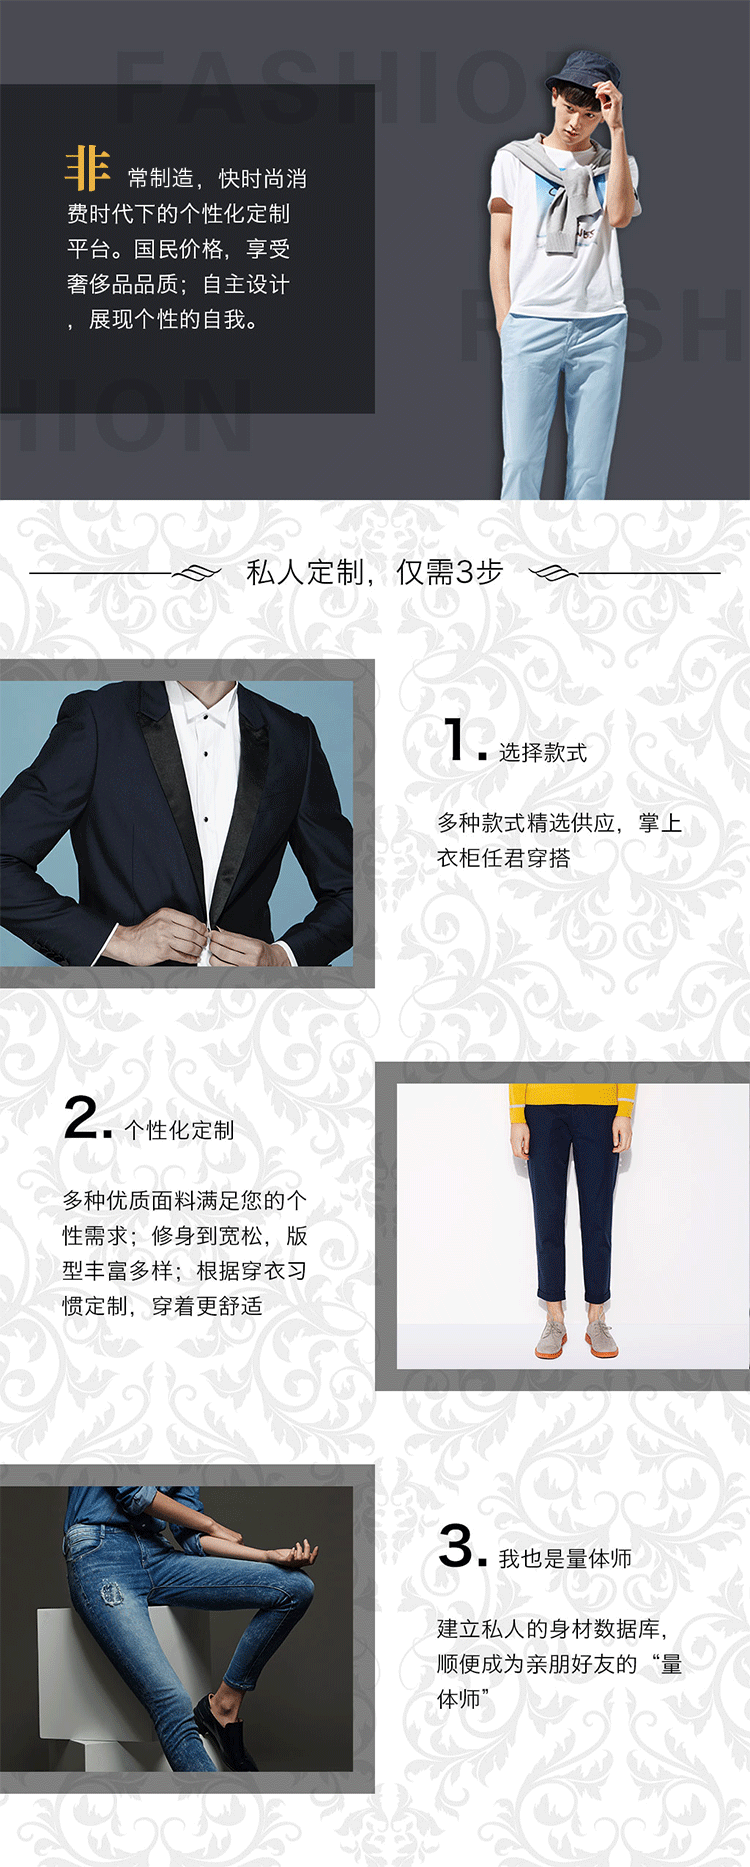 FASHION
非常制造，快时尚消
费时代下的个性化定制
平台。国民价格，享受
奢侈品品质；自主设计
，展现个性的自我。
FASH
HION
私人定制，仅需3步
1. 选择款式
多种款式精选供应，掌上
衣柜任君穿搭
2. 个性化定制
多种优质面料满足您的个
性需求；修身到宽松，版
型丰富多样；根据穿衣习
惯定制，穿着更舒适
3. 我也是量体师
建立私人的身材数据库，
顺便成为亲朋好友的“量
体师”